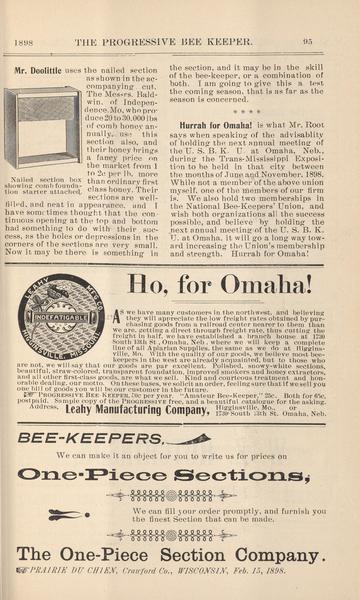 1898 THE PROGRESSIVE BEE KEEPER. 95
Mr. Doolittle uses the nailed section
as shown in the ac-
companying cut.
The Messrs. Bald-
win, of Indepen-
dence, Mo., who pro-
duce 20 to 30,000 lbs
of comb honey an-
nually, use this
section also, and
their honey brings
a fancy price on
the market from 1
to 2c per lb. more
than ordinary first
class honey. Their
sections are well-
Nailed section box
showing comb founda-
tion starter attached.
filled, and neat in appearance, and I
have some times thought that the con-
tinuous opening at the top and bottom
had something to do with their suc-
cess, as the holes or depressions in the
corners of the sections are very small.
Now it may be there is something in
the section, and it may be in the skill
of the bee-keeper, or a combination of
both. I am going to give this a test
the coming season, that is as far as the
season is concerned.
* * * *
Hurrah for Omaha! is what Mr. Root
says when speaking of the advisablity
of holding the next annual meeting of
the U. S. B. K. U at Omaha, Neb.,
during the Trans-Mississippi Exposi-
tion to be held in that city between
the months of June and November, 1898.
While not a member of the above union
myself, one of the members of our firm
is. We also hold two memberships in
the National Bee-Keepers' Union, and
wish both organizations all the success
possible, and believe by holding the
next annual meeting of the U. S. B. K.
U. at Omaha, it will go a long way tow-
ard increasing the Union's membership
and strength. Hurrah for Omaha!
LEAHY M'F'G CO.
INDEFATIGABLE
HIGGINSVILLE, MISSOURI.
Ho, for Omaha!
As we have many customers in the northwest, and believing
they will appreciate the low freight rates obtained by pur-
chasing goods from a railroad center nearer to them than
we are, getting a direct through freight rate, thus cutting the
freight in half, we have established a branch house at 1730
South 13th St., Omaha, Neb., where we will keep a complete
line of all Apiarian Supplies, the same as we do at Higgins-
ville, Mo. With the quality of our goods, we believe most bee-
keepers in the west are already acquainted, but to those who
are not, we will say that our goods are par excellent. Polished, snowy-white sections,
beautiful, straw-colored, transparent foundation, improved smokers and honey extractors,
and all other first-class goods, are what we sell. Kind and courteous treatment and hon-
orable dealing, our motto. On these basis, we solicit an order, feeling sure that if we sell you
one bill of goods you will be our customer in the future.
PROGRESSIVE BEE KEEPER, 50c per year. "Amateur Bee-Keeper," 25c. Both for 65c,
postpaid. Sample copy of the PROGRESSIVE free, and a beautiful catalogue for the asking.
Address, Leahy Manufacturing Company, Higginsville, Mo., or
1730 South 13th St. Omaha, Neb.
BEE-KEEPERS,
We can make it an object for you to write us for prices on
One-Piece Sections,
We can fill your order promptly, and furnish you
the finest Section that can be made.
The One-Piece Section Company.
PRAIRIE DU CHIEN, Crawford Co., WISCONSIN, Feb. 15, 1898.